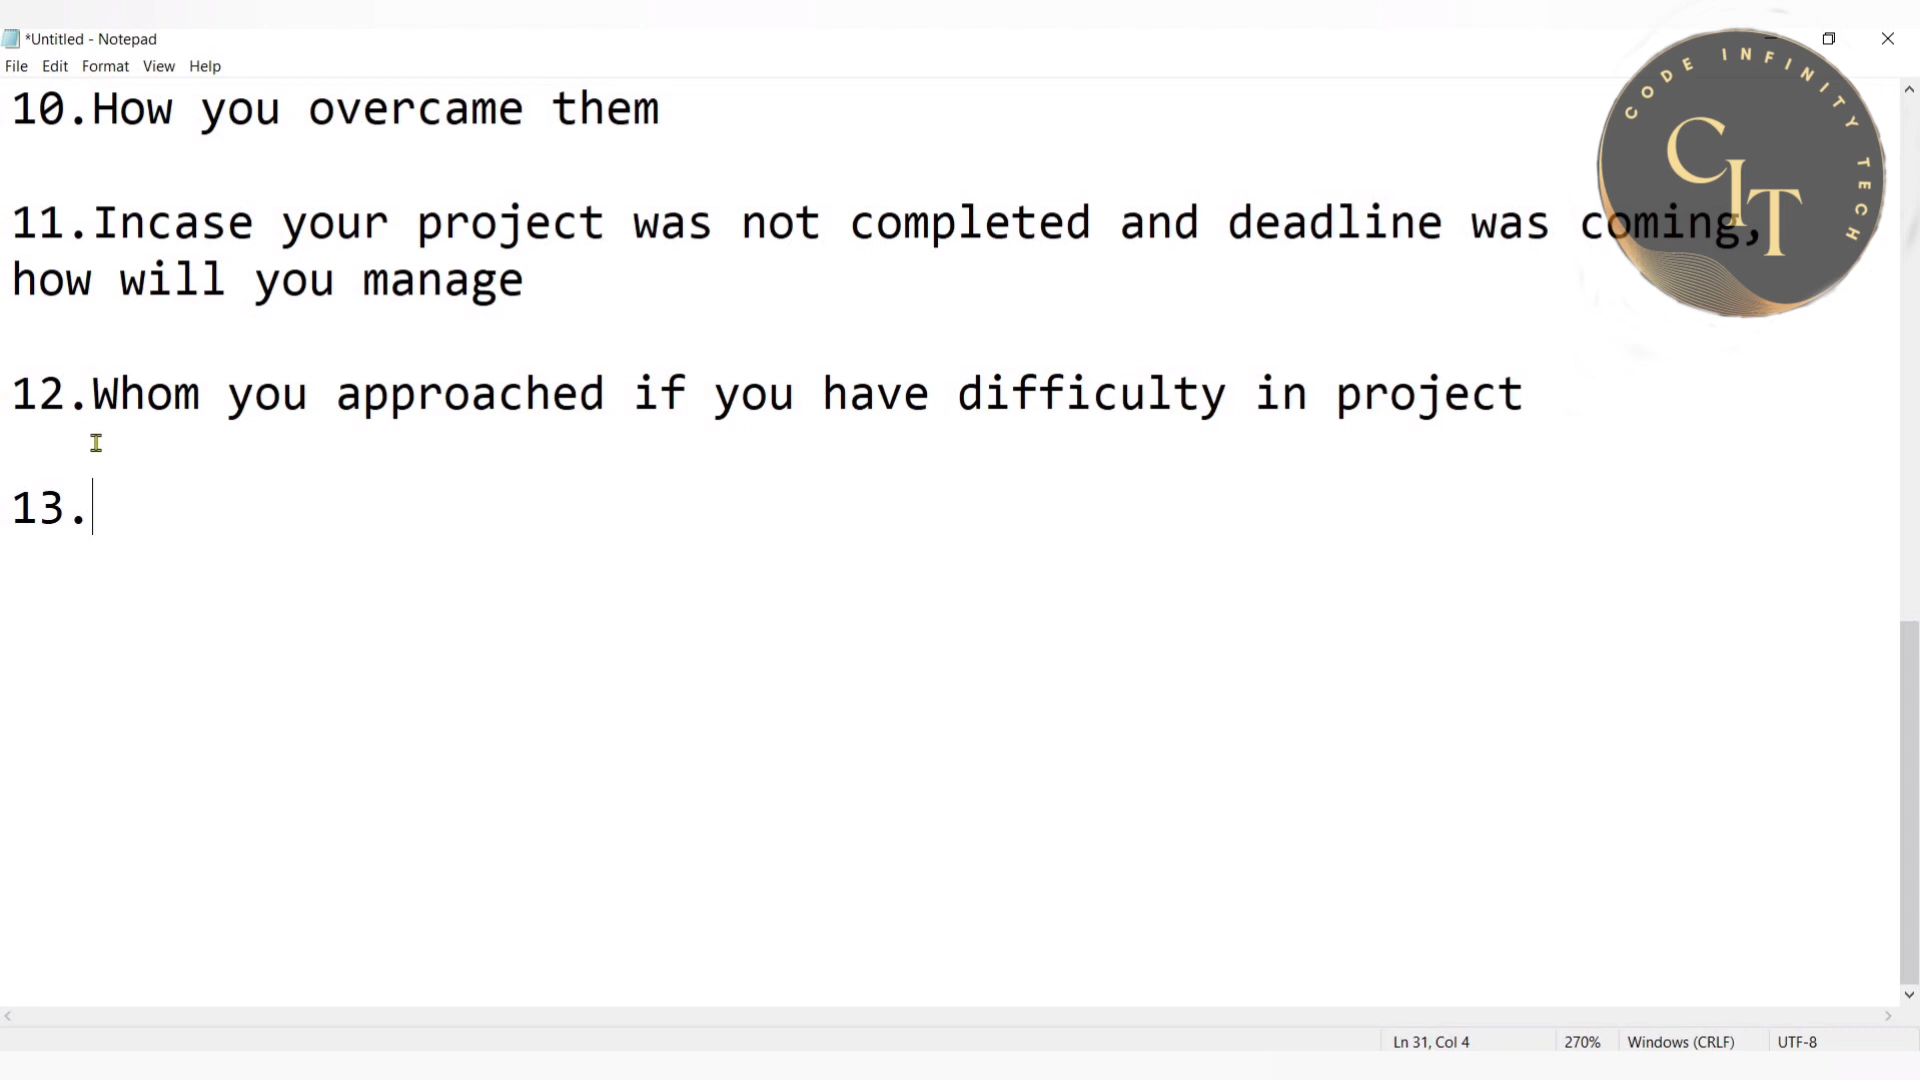 *Untitled - Notepad
File Edit Format View Help
10.How you overcame them
11.Incase your project was not completed and deadline was coming,
how will you manage
12.Whom you approached if you have difficulty in project
13.
CODE INFINITY TECH
CIT
Ln 31, Col 4 270% Windows (CRLF) UTF-8